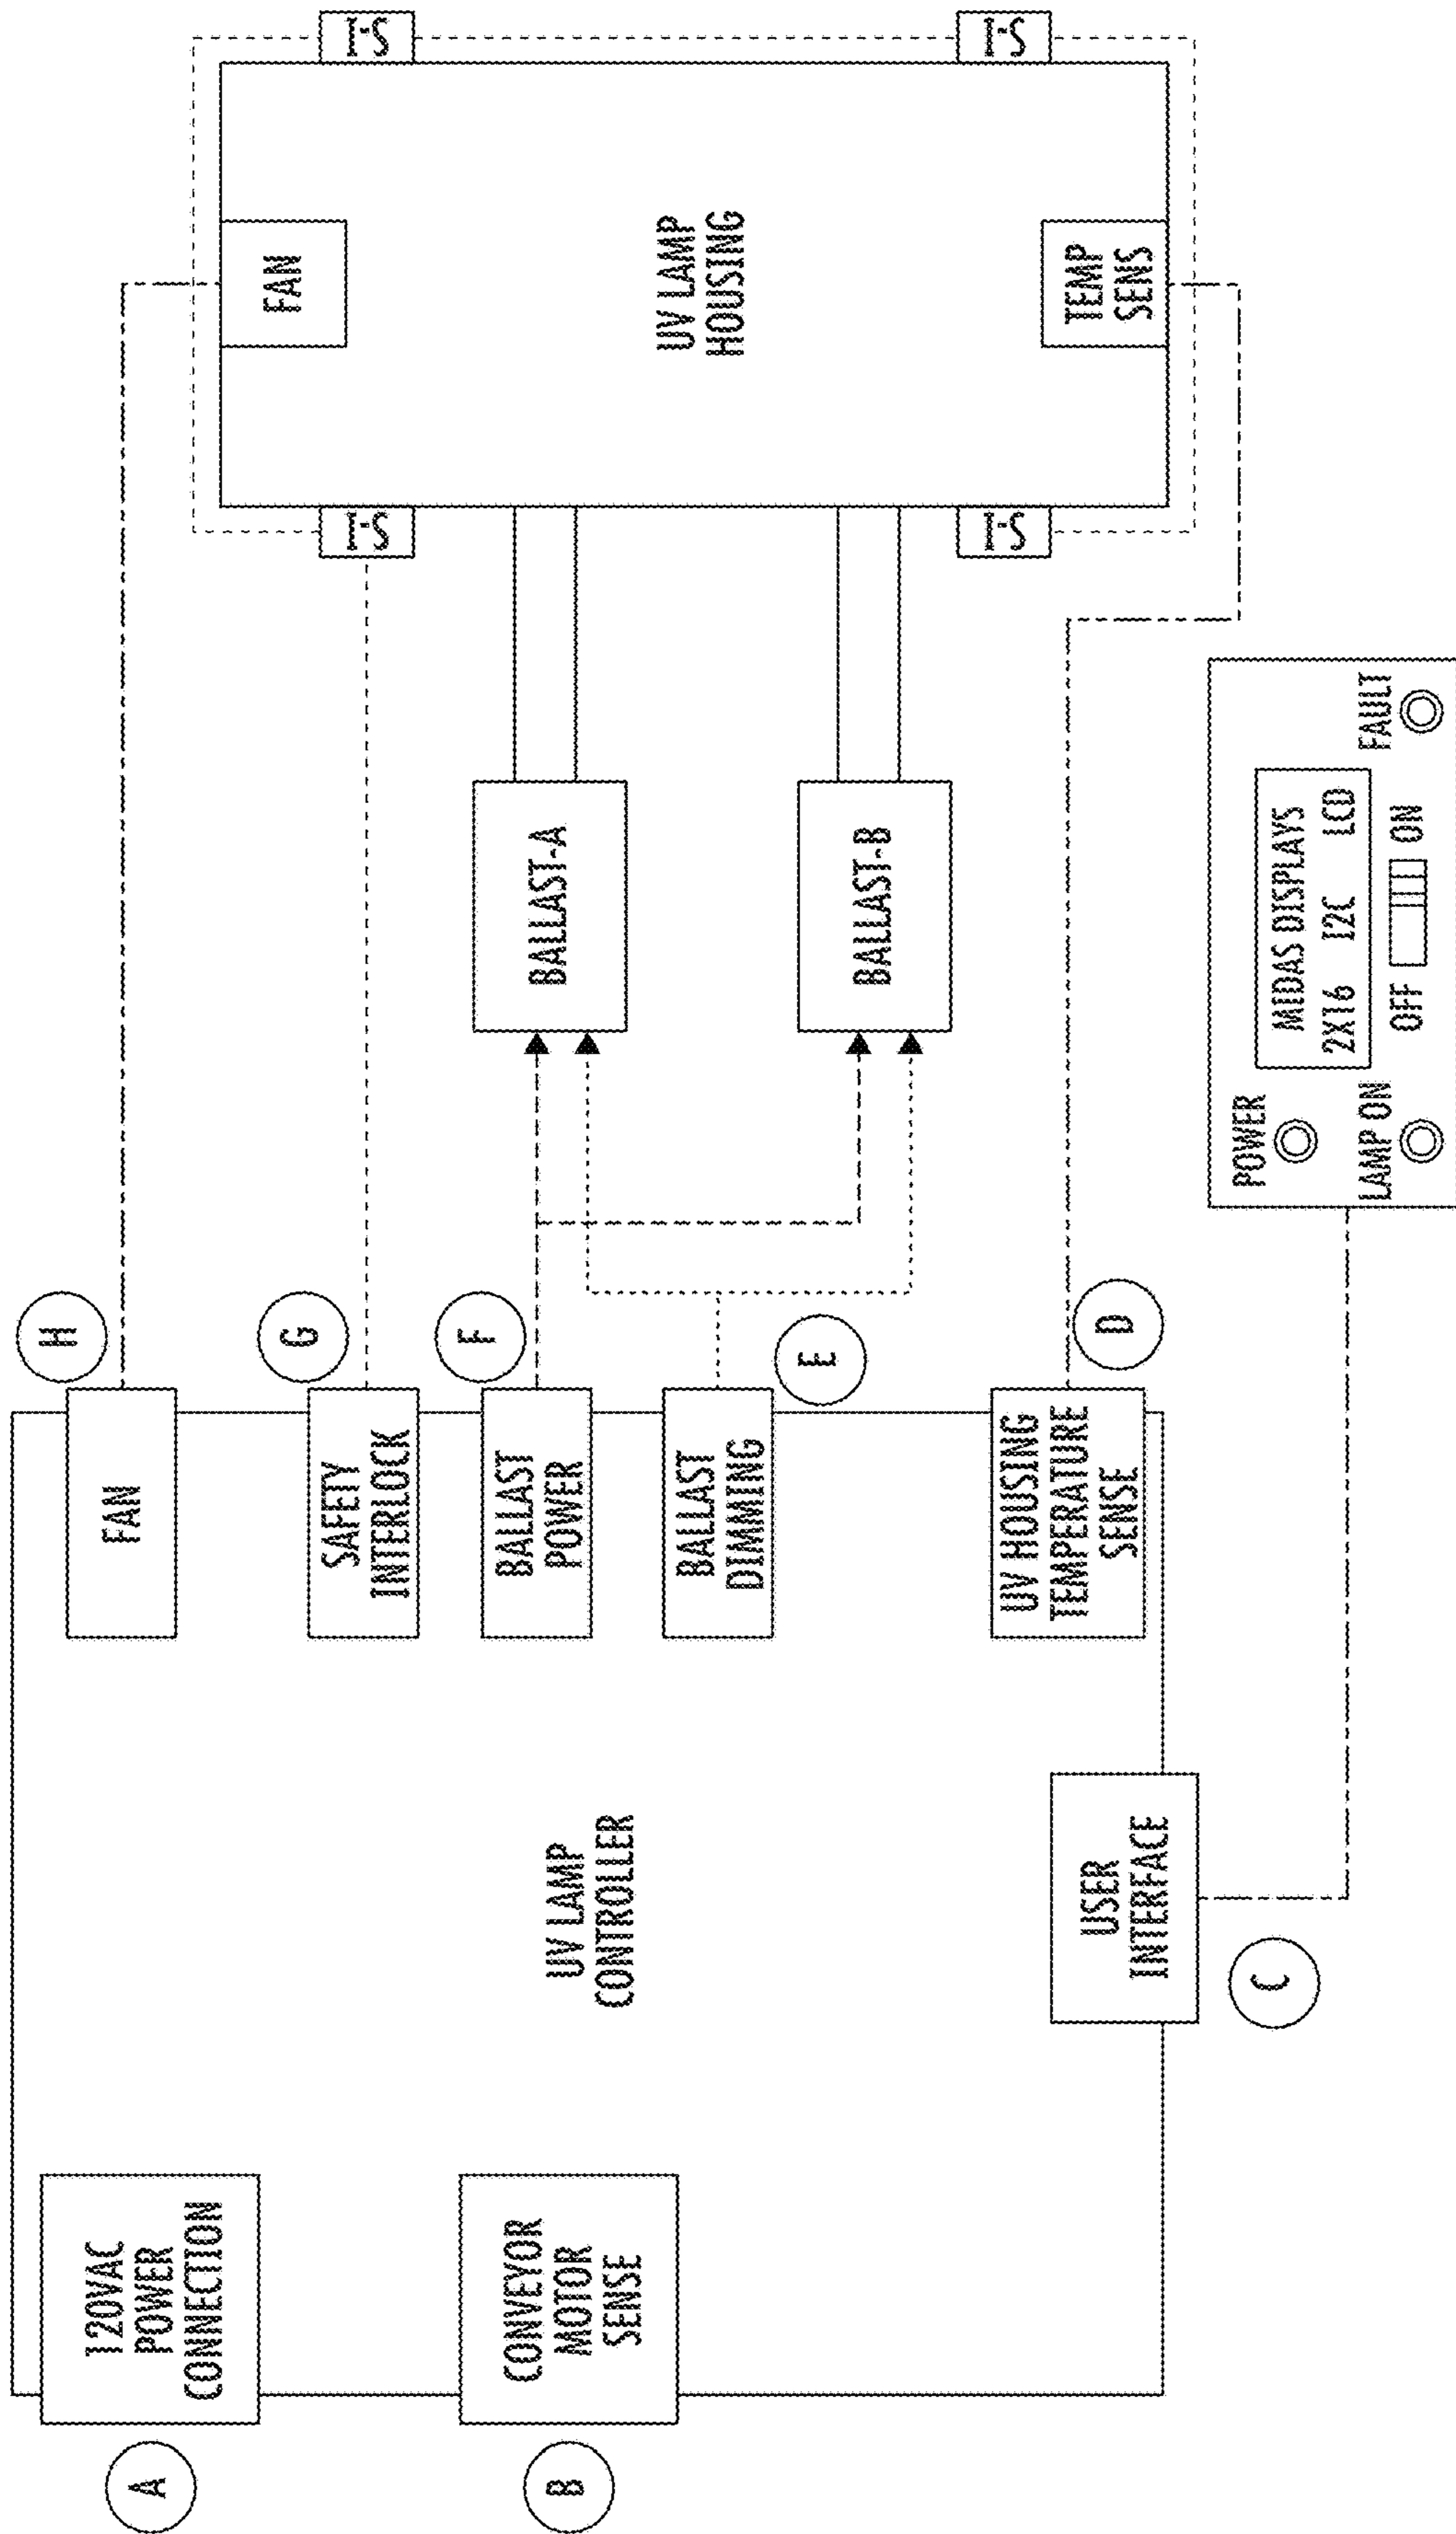 A
120VAC
POWER
CONNECTION
B
CONVEYOR
MOTOR
SENSE
UV LAMP
CONTROLLER
C
USER
INTERFACE
H
FAN
G
SAFETY
INTERLOCK
F
BALLAST
POWER
E
BALLAST
DIMMING
D
UV HOUSING
TEMPERATURE
SENSE
BALLAST-A
BALLAST-B
I-S
I-S
I-S
I-S
FAN
UV LAMP
HOUSING
TEMP
SENS
POWER
LAMP ON
MIDAS DISPLAYS
2X16 I2C LCD
OFF
ON
FAULT